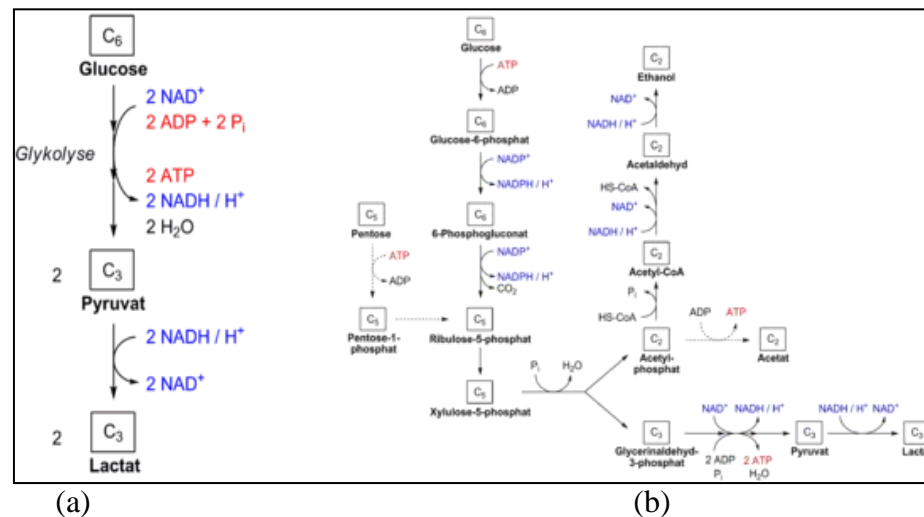 C6
Glucose
2 NAD+
2 ADP + 2 Pi
Glykolyse
2 ATP
2 NADH / H+
2 H2O
2 C3
Pyruvat
2 NADH / H+
2 NAD+
2 C3
Lactat
C6
Glucose
ATP
ADP
C6
Glucose-6-phosphat
NADP+
NADPH / H+
C6
6-Phosphogluconat
NADP+
NADPH / H+
CO2
C5
Pentose
ATP
ADP
C5
Pentose-1-
phosphat
C5
Ribulose-5-phosphat
C5
Xylulose-5-phosphat
Pi H2O
C2
Ethanol
NAD+
NADH / H+
C2
Acetaldehyd
HS-CoA
NAD+
NADH / H+
C2
Acetyl-CoA
Pi
HS-CoA
C2
Acetyl-
phosphat
ADP ATP
C2
Acetat
C3
Glycerinaldehyd-
3-phosphat
NAD+ NADH / H+
2 ADP 2 ATP
Pi H2O
C3
Pyruvat
NADH / H+ NAD+
C3
Lacta
(a) (b)